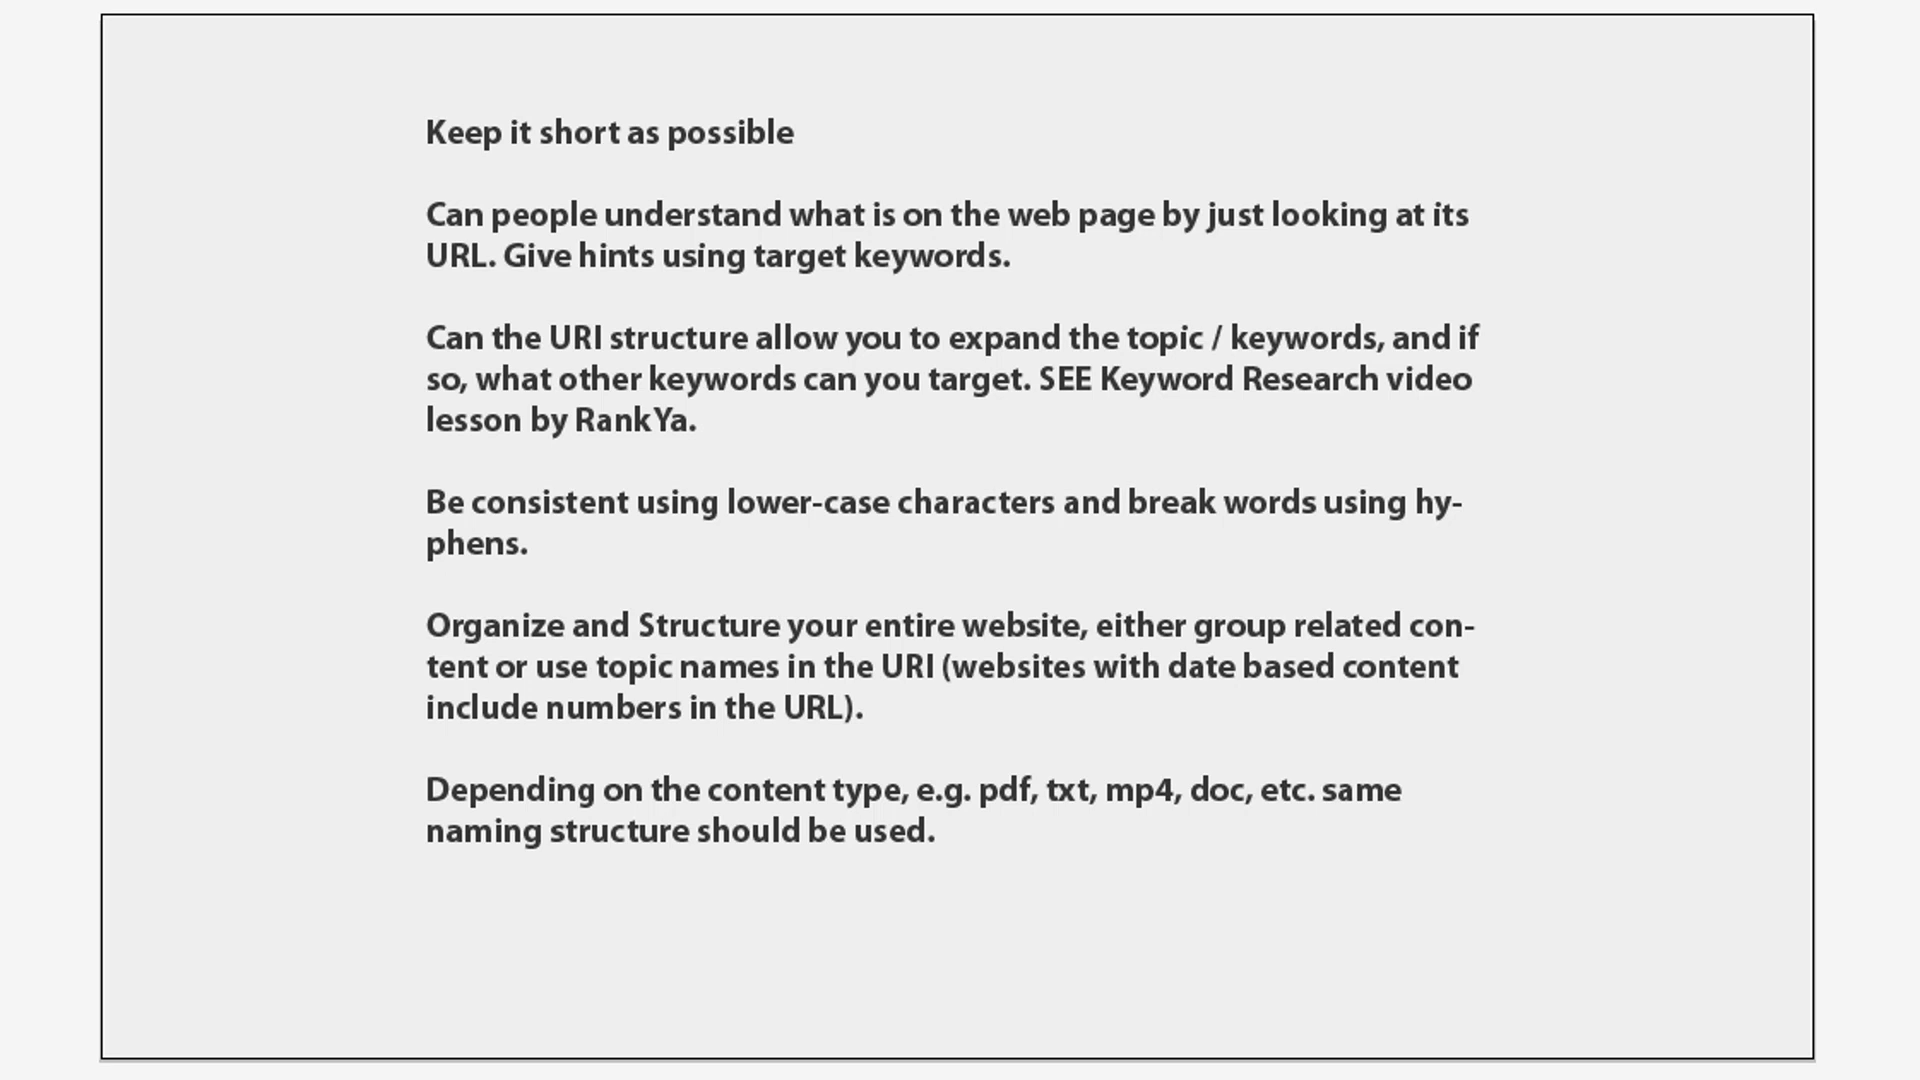 Keep it short as possible
Can people understand what is on the web page by just looking at its
URL. Give hints using target keywords.
Can the URI structure allow you to expand the topic / keywords, and if
so, what other keywords can you target. SEE Keyword Research video
lesson by RankYa.
Be consistent using lower-case characters and break words using hy-
phens.
Organize and Structure your entire website, either group related con-
tent or use topic names in the URI (websites with date based content
include numbers in the URL).
Depending on the content type, e.g. pdf, txt, mp4, doc, etc. same
naming structure should be used.